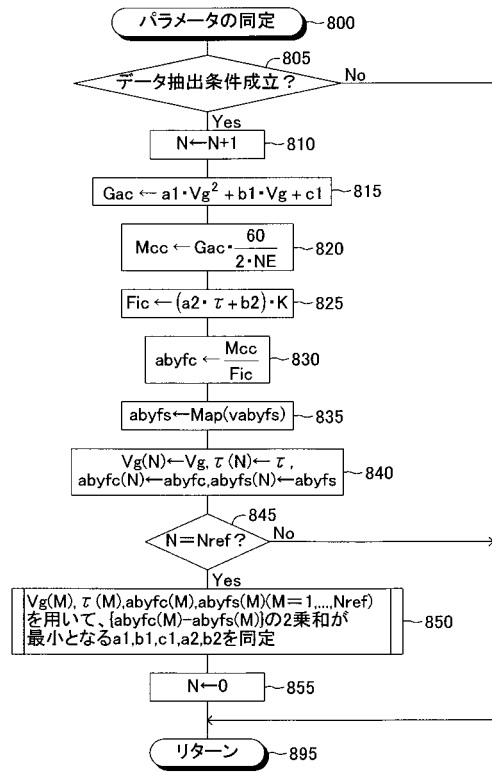 パラメータの同定 800
805
データ抽出条件成立？ No
Yes
N←N+1 810
Gac ← a1・Vg² + b1・Vg + c1 815
Mcc ← Gac・60/2・NE 820
Fic ← (a2・τ+b2)・K 825
abyfc ← Mcc/Fic 830
abyfs←Map(vabyfs) 835
Vg(N)←Vg, τ(N)← τ,
abyfc(N)←abyfc,abyfs(N)←abyfs 840
845
N＝Nref？ No
Yes
Vg(M), τ(M),abyfc(M),abyfs(M)(M＝1,...,Nref)
を用いて、{abyfc(M)-abyfs(M)}の2乗和が 850
最小となるa1,b1,c1,a2,b2を同定
N←0 855
リターン 895